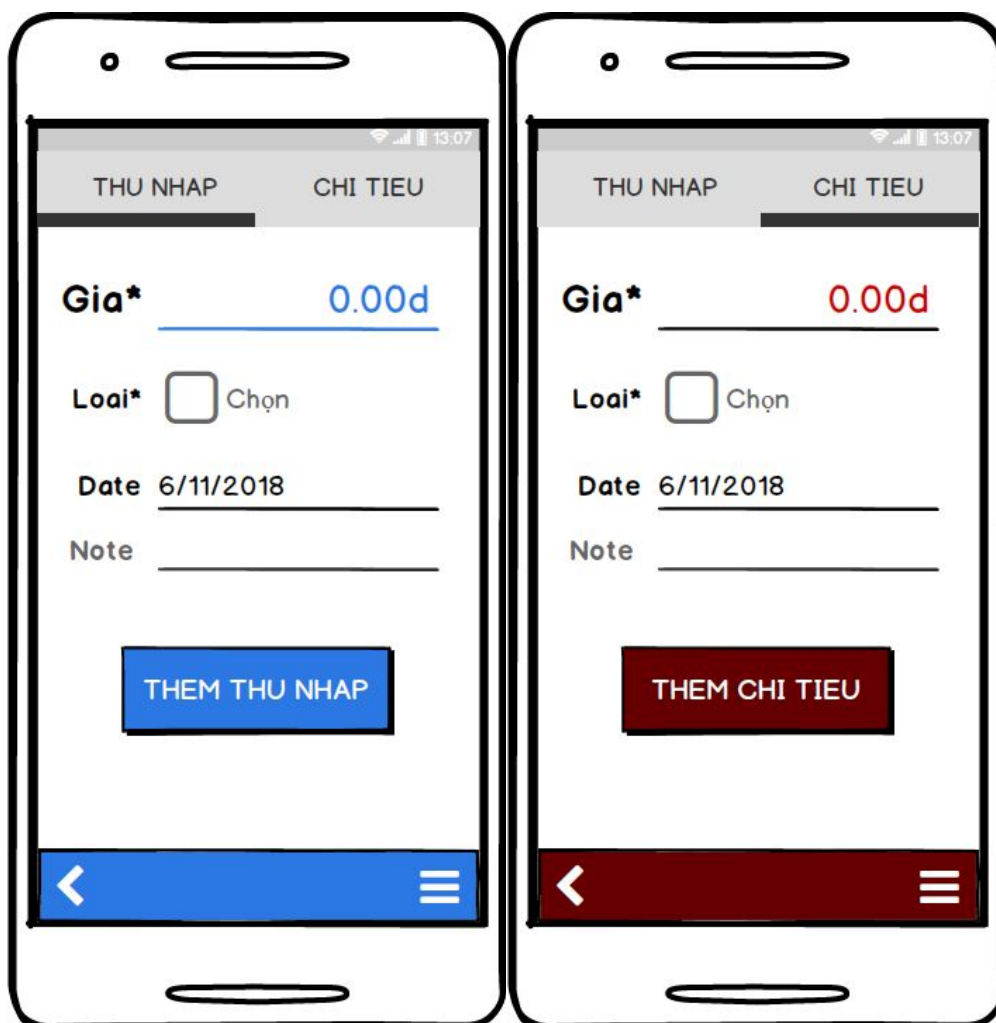 13:07
THU NHAP CHI TIEU
Gia* 0.00d
Loai* Chọn
Date 6/11/2018
Note
THEM THU NHAP
13:07
THU NHAP CHI TIEU
Gia* 0.00d
Loai* Chọn
Date 6/11/2018
Note
THEM CHI TIEU